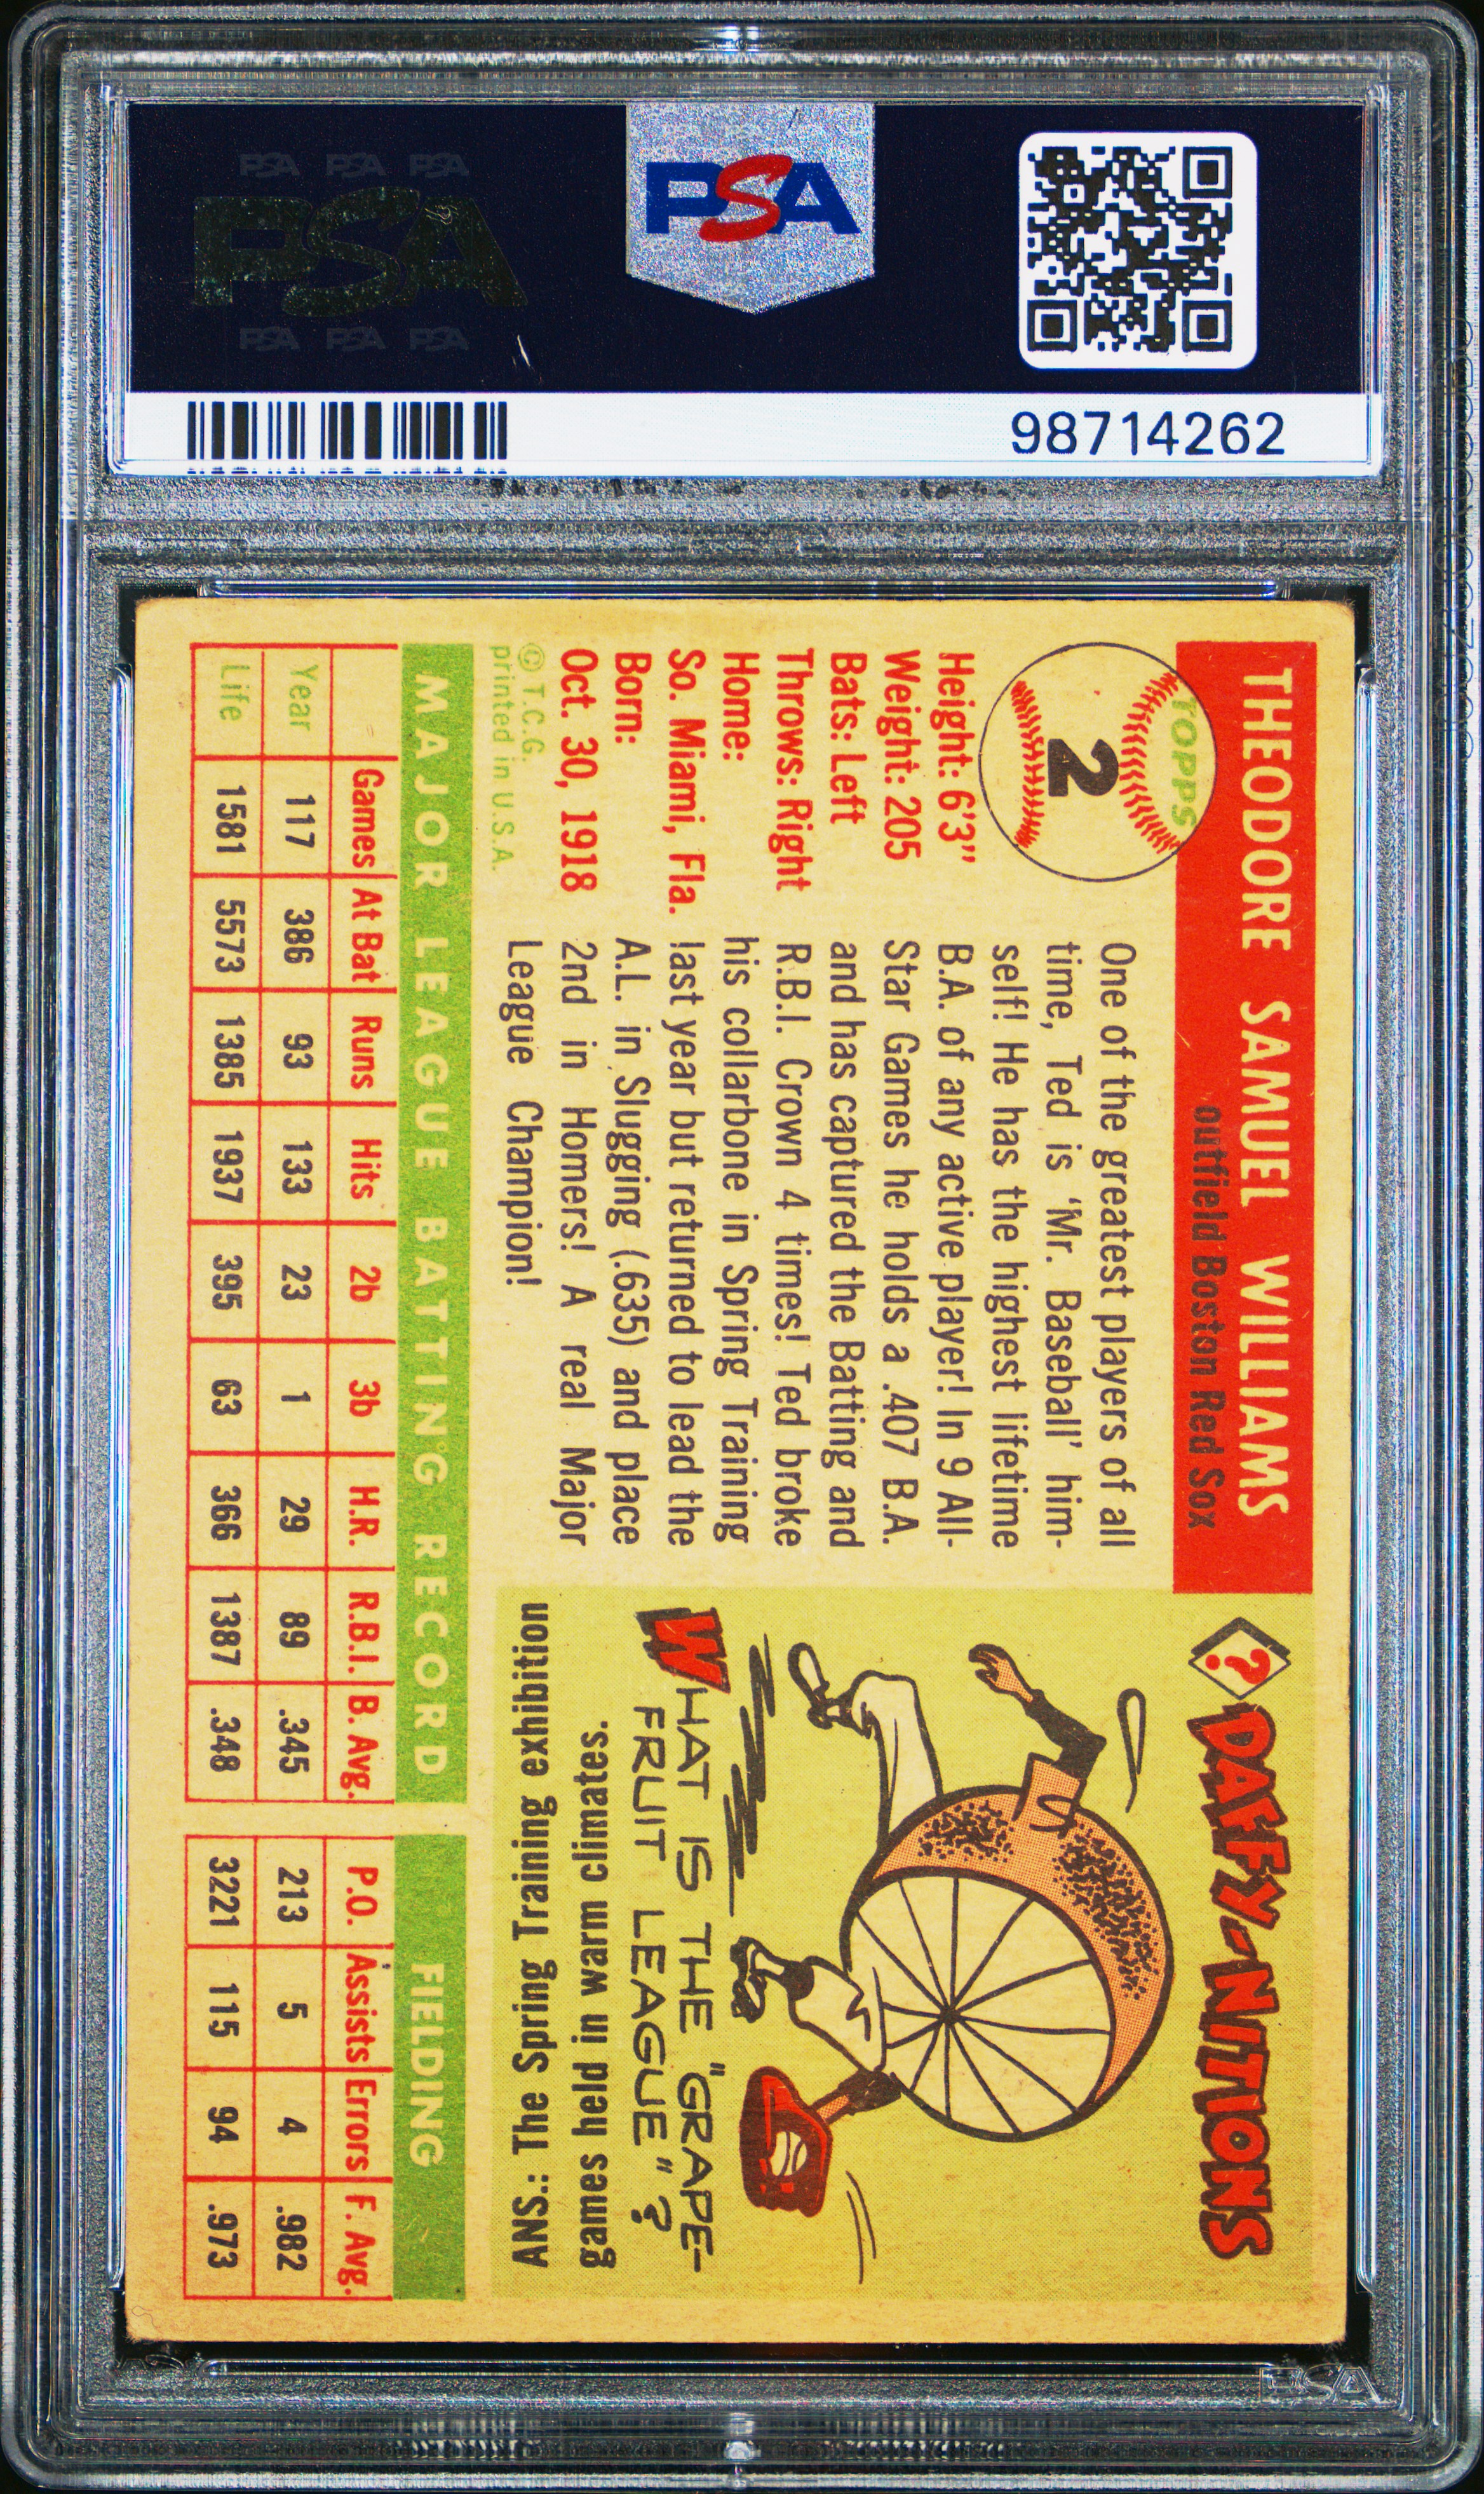 PSA PSA PSA
PSA
PSA PSA PSA
PSA
98714262
THEODORE SAMUEL WILLIAMS
outfield Boston Red Sox
TOPPS
2
Height: 6'3"
Weight: 205
Bats: Left
Throws: Right
Home:
So. Miami, Fla.
Born:
Oct. 30, 1918
© T.C.G.
printed in U.S.A.
One of the greatest players of all
time, Ted is 'Mr. Baseball' him-
self! He has the highest lifetime
B.A. of any active player! In 9 All-
Star Games he holds a .407 B.A.
and has captured the Batting and
R.B.I. Crown 4 times! Ted broke
his collarbone in Spring Training
last year but returned to lead the
A.L. in Slugging (.635) and place
2nd in Homers! A real Major
League Champion!
? DAFFY-NITIONS
WHAT IS THE "GRAPE-
FRUIT LEAGUE"?
ANS.: The Spring Training exhibition
games held in warm climates.
MAJOR LEAGUE BATTING RECORD
Games At Bat Runs Hits 2b 3b H.R. R.B.I. B. Avg.
Year 117 386 93 133 23 1 29 89 .345
Life 1581 5573 1385 1937 395 63 366 1387 .348
FIELDING
P.O. Assists Errors F. Avg.
213 5 4 .982
3221 115 94 .973
PSA